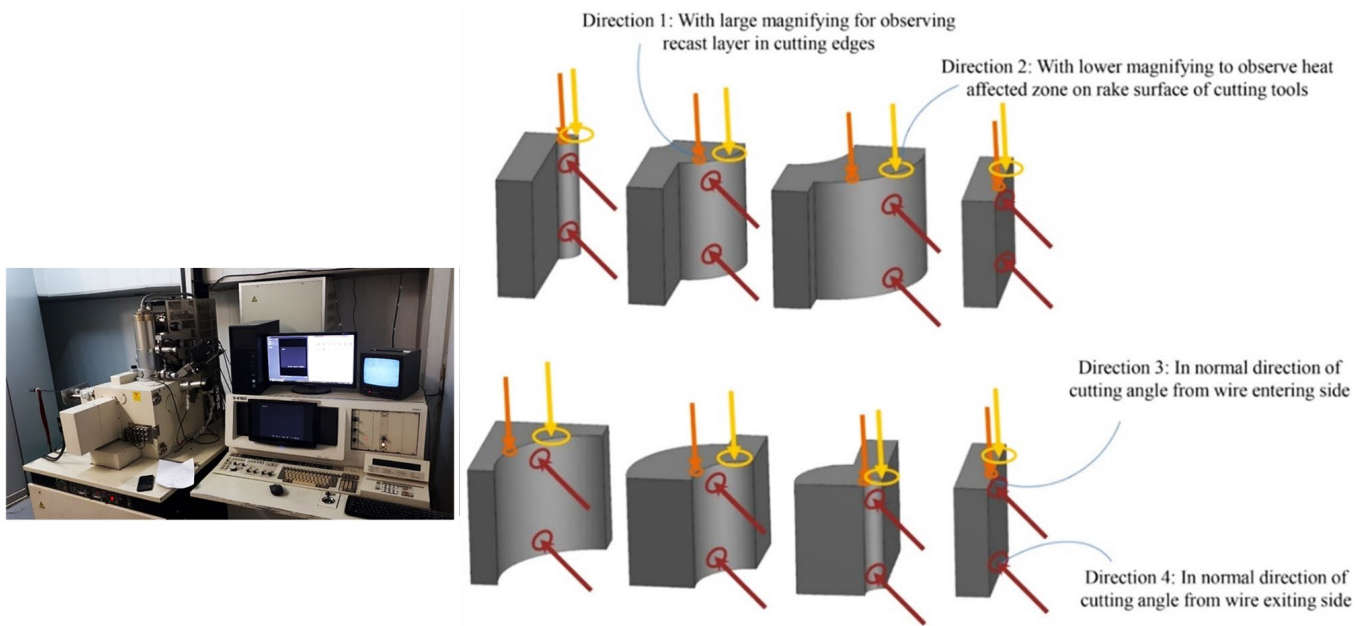 Direction 1: With large magnifying for observing
recast layer in cutting edges
Direction 2: With lower magnifying to observe heat
affected zone on rake surface of cutting tools
S-4160
Direction 3: In normal direction of
cutting angle from wire entering side
Direction 4: In normal direction of
cutting angle from wire exiting side